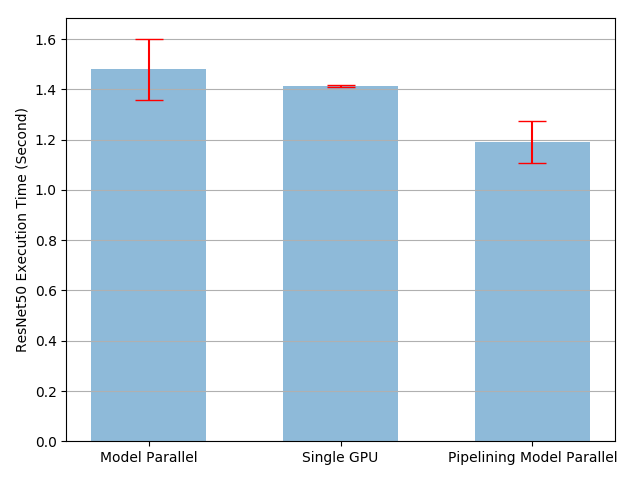 ResNet50 Execution Time (Second)
1.6
1.4
1.2
1.0
0.8
0.6
0.4
0.2
0.0
Model Parallel
Single GPU
Pipelining Model Parallel